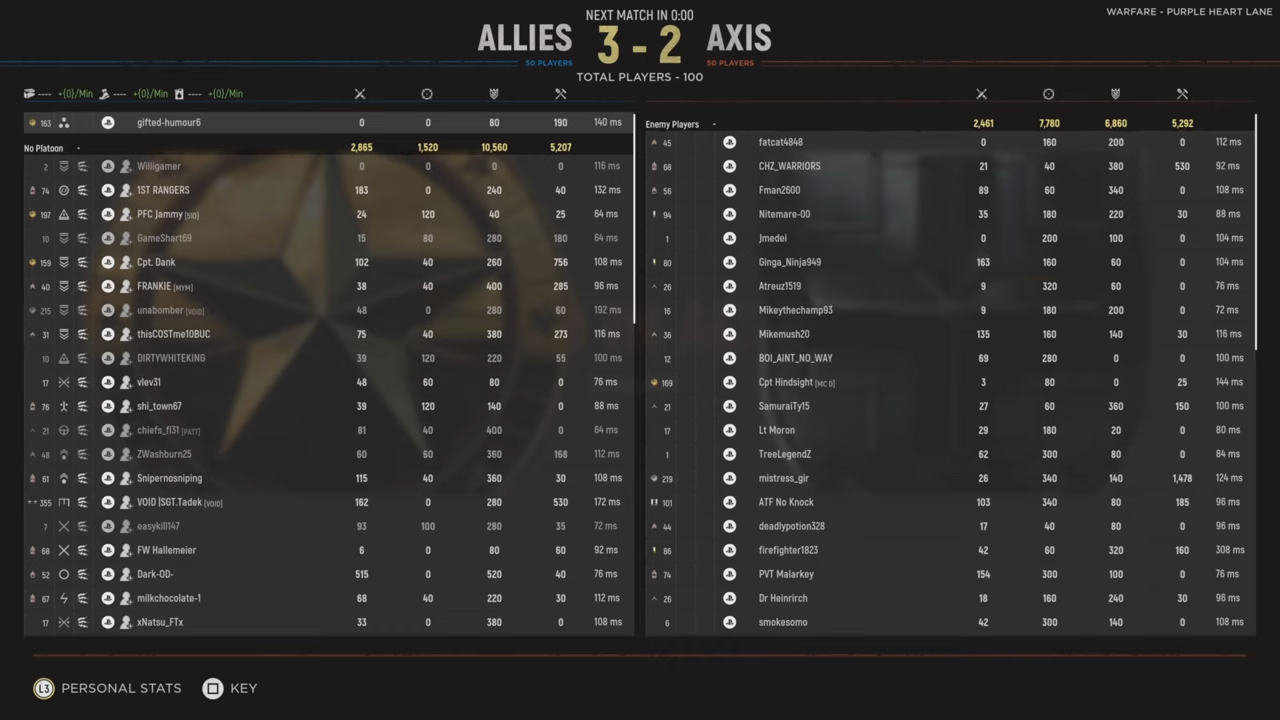 NEXT MATCH IN 0:00
WARFARE - PURPLE HEART LANE
ALLIES 3 - 2 AXIS
50 PLAYERS 50 PLAYERS
TOTAL PLAYERS - 100
---- +{0}/Min ---- +{0}/Min ---- +{0}/Min
163 gifted-humour6 0 0 80 190 140 ms
No Platoon - 2,865 1,520 10,560 5,207
2 Willigamer 0 0 0 0 116 ms
74 1ST RANGERS 183 0 240 40 132 ms
197 PFC Jammy [510] 24 120 40 25 64 ms
10 GameShart69 15 80 280 180 64 ms
159 Cpt. Dank 102 40 260 756 108 ms
40 FRANKIE [MYM] 38 40 400 285 96 ms
215 unabomber [VOID] 48 0 280 60 192 ms
31 thisCOSTme10BUC 75 40 380 273 116 ms
10 DIRTYWHITEKING 39 120 220 55 100 ms
17 vlev31 48 60 80 0 76 ms
76 shi_town67 39 120 140 0 88 ms
21 chiefs_fl31 [PATT] 81 40 400 0 64 ms
48 ZWashburn25 60 60 360 168 112 ms
61 Snipernosniping 115 40 360 30 108 ms
355 VOID |SGT.Tadek [VOID] 162 0 280 530 172 ms
7 easykill147 93 100 280 35 72 ms
68 FW Hallemeier 6 0 80 60 92 ms
52 Dark-OD- 515 0 520 40 76 ms
67 milkchocolate-1 68 40 220 30 112 ms
17 xNatsu_FTx 33 0 380 0 108 ms
Enemy Players - 2,461 7,780 6,860 5,292
45 fatcat4848 0 160 200 0 112 ms
68 CHZ_WARRIORS 21 40 380 530 92 ms
56 Fman2600 89 60 340 0 108 ms
94 Nitemare-00 35 180 220 30 88 ms
1 Jmedei 0 200 100 0 104 ms
80 Ginga_Ninja949 163 160 60 0 104 ms
26 Atreuz1519 9 320 60 0 76 ms
16 Mikeythechamp93 9 180 200 0 72 ms
36 Mikemush20 135 160 140 30 116 ms
12 BOI_AINT_NO_WAY 69 280 0 0 100 ms
169 Cpt Hindsight [MC D] 3 80 0 25 144 ms
21 SamuraiTy15 27 60 360 150 100 ms
17 Lt Moron 29 180 20 0 80 ms
1 TreeLegendZ 62 300 80 0 84 ms
219 mistress_gir 26 340 140 1,478 124 ms
101 ATF No Knock 103 340 80 185 96 ms
44 deadlypotion328 17 40 80 0 96 ms
86 firefighter1823 42 60 320 160 308 ms
74 PVT Malarkey 154 300 100 0 76 ms
26 Dr Heinrirch 18 160 240 30 96 ms
6 smokesomo 42 300 140 0 108 ms
L3 PERSONAL STATS KEY